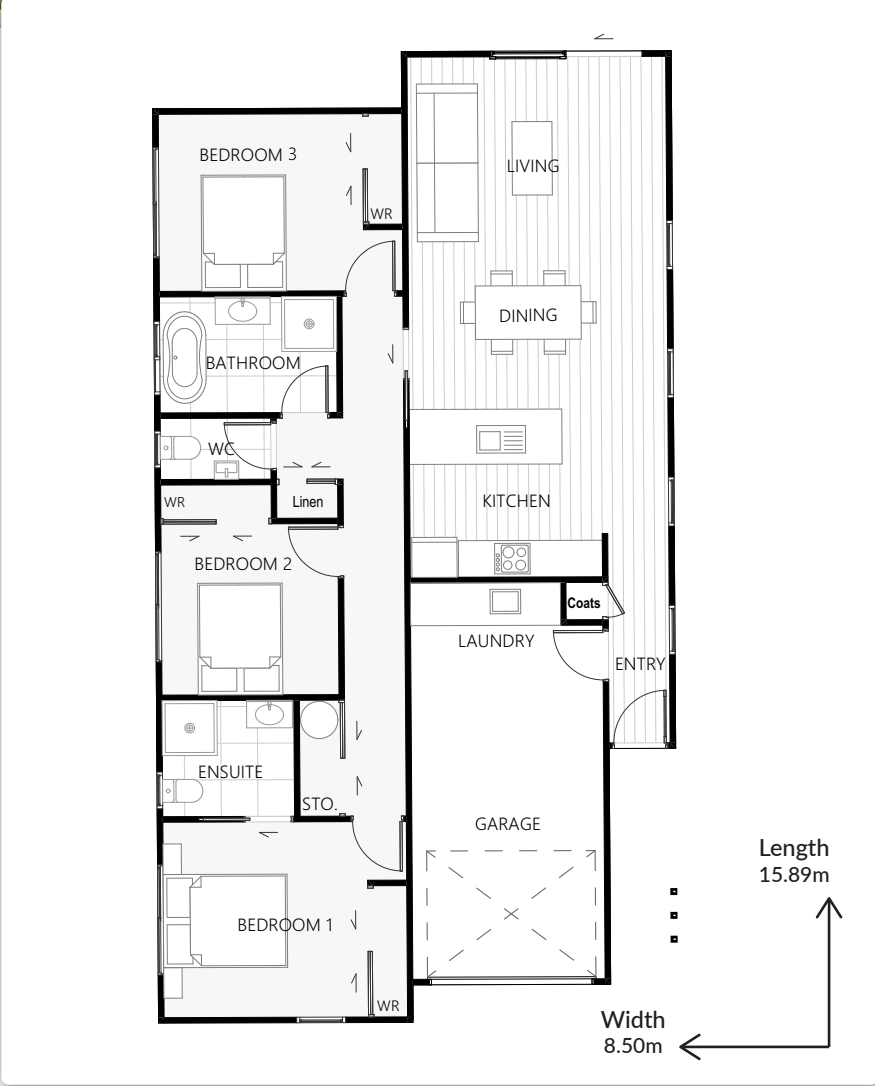 BEDROOM 3
WR
LIVING
DINING
BATHROOM
WC
Linen
WR
KITCHEN
BEDROOM 2
Coats
LAUNDRY
ENTRY
ENSUITE
STO.
GARAGE
BEDROOM 1
WR
Length
15.89m
Width
8.50m